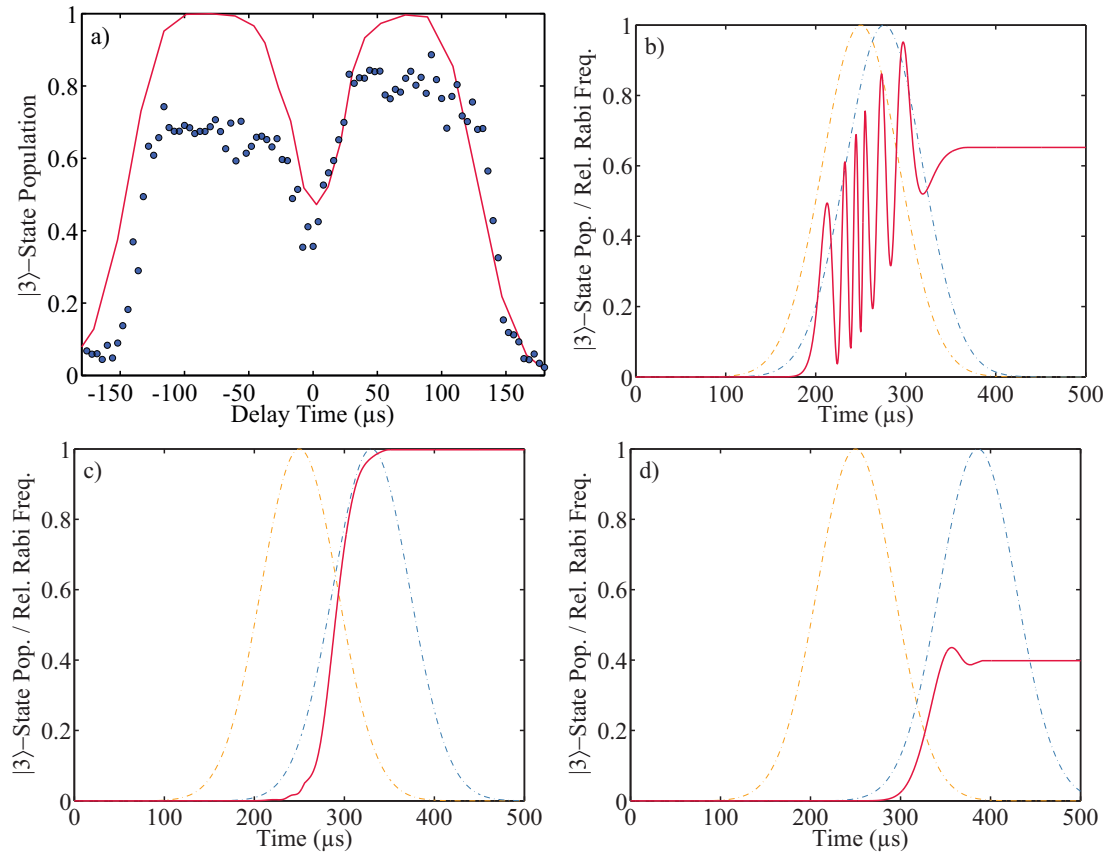 a)
|3⟩−State Population
1
0.8
0.6
0.4
0.2
0
-150 -100 -50 0 50 100 150
Delay Time (µs)
b)
|3⟩−State Pop. / Rel. Rabi Freq.
1
0.8
0.6
0.4
0.2
0
0 100 200 300 400 500
Time (µs)
c)
|3⟩−State Pop. / Rel. Rabi Freq.
1
0.8
0.6
0.4
0.2
0
0 100 200 300 400 500
Time (µs)
d)
|3⟩−State Pop. / Rel. Rabi Freq.
1
0.8
0.6
0.4
0.2
0
0 100 200 300 400 500
Time (µs)